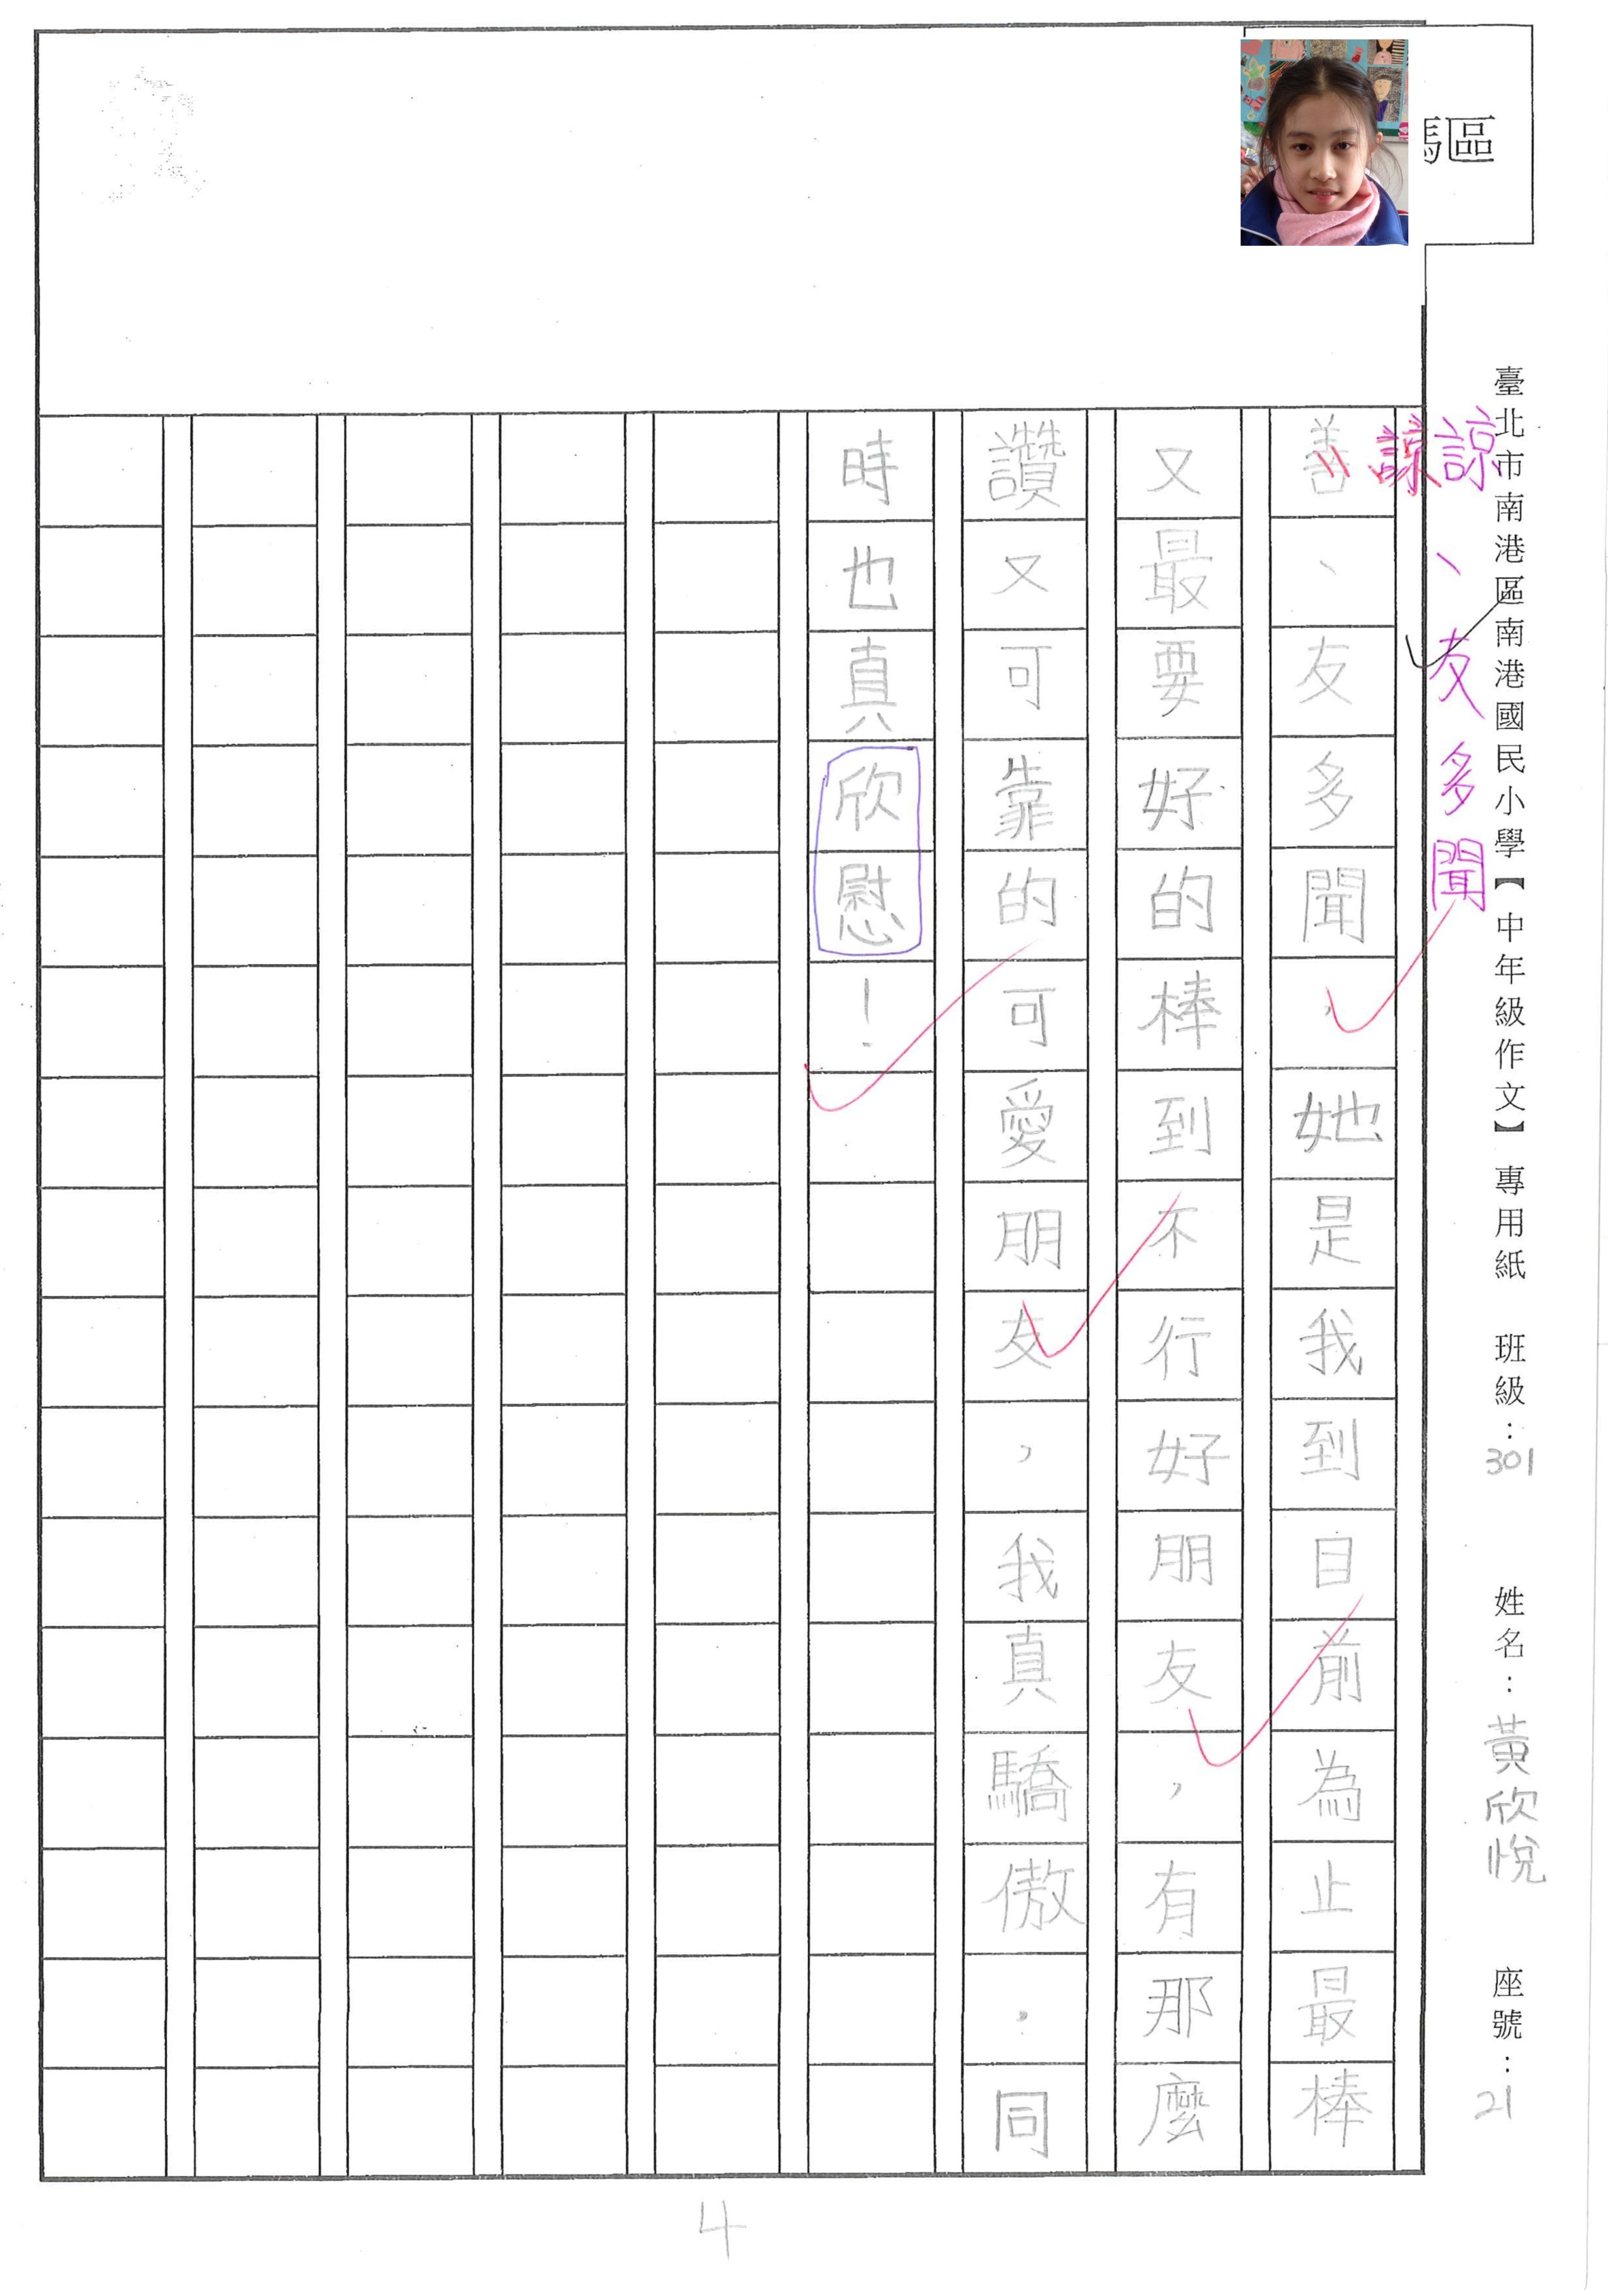 碼區
臺北市南港區南港國民小學【中年級作文】專用紙 班級：301 姓名：黃欣悅 座號：21
諒、友多聞
諒
善、友多聞，她是我到目前為止最棒
又最要好的棒到不行好朋友，有那麼
讚又可靠的可愛朋友，我真驕傲，同
時也真欣慰！
4